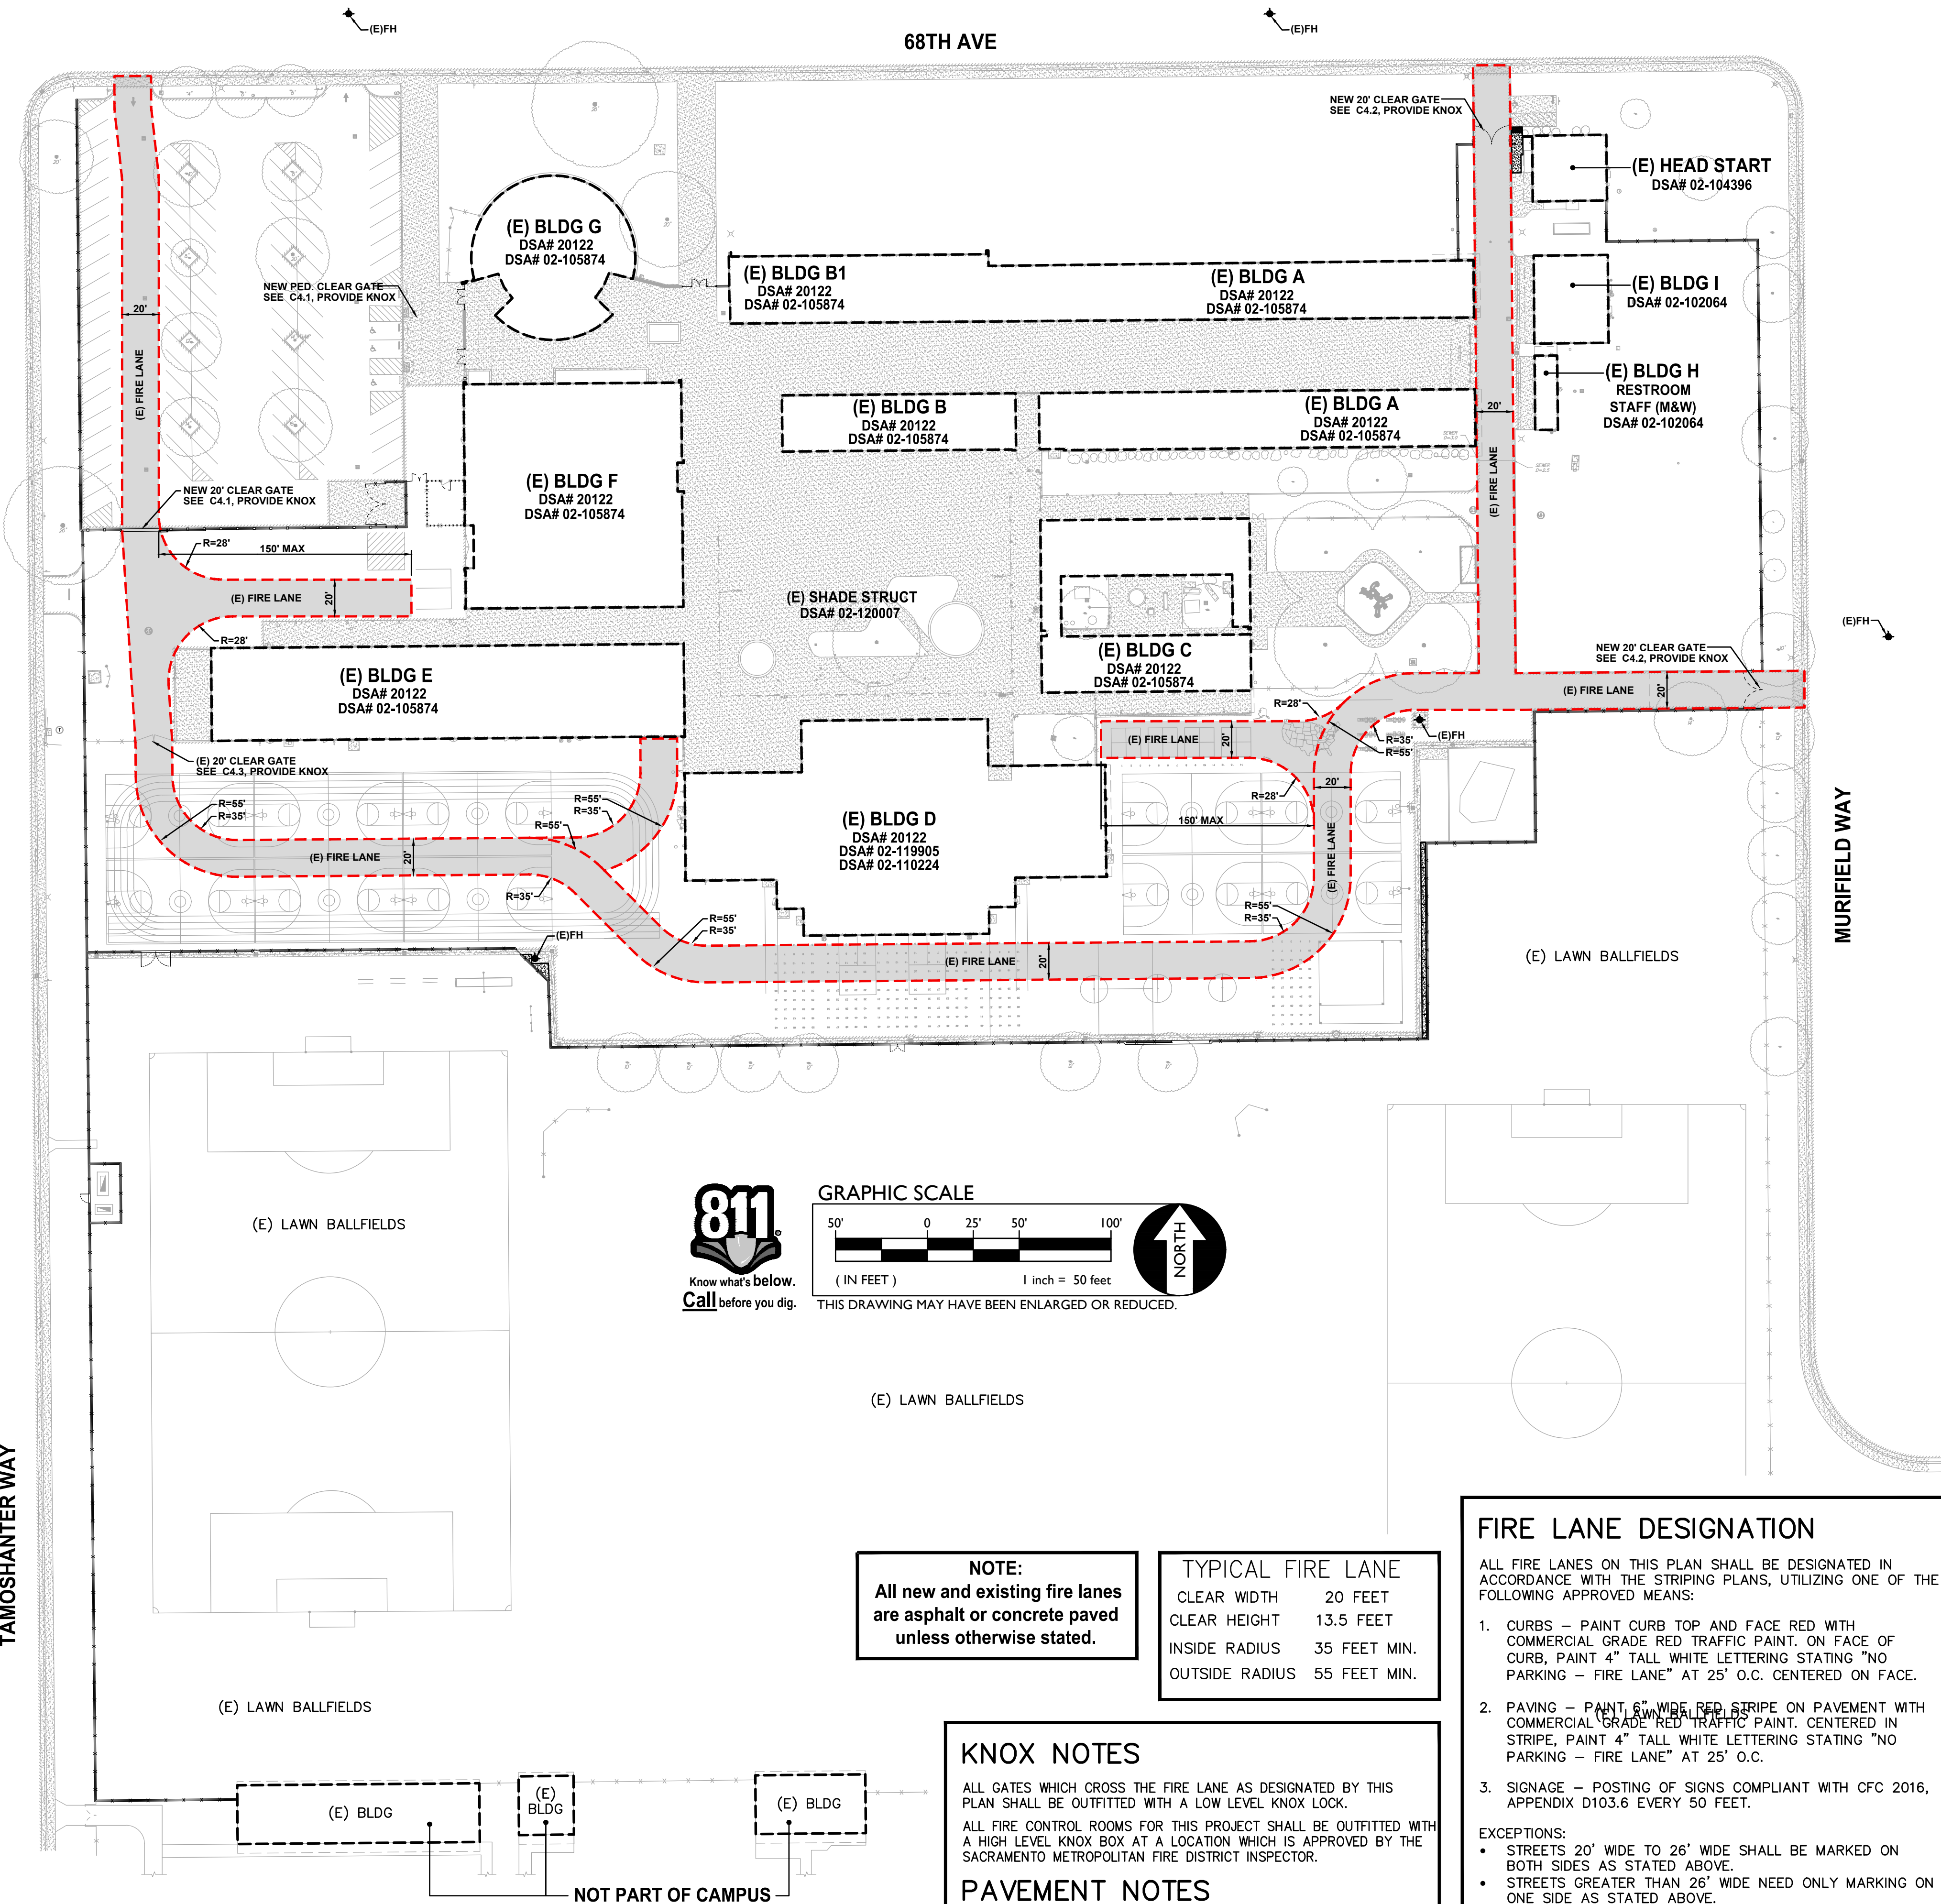 (E)FH
(E)FH
68TH AVE
NEW 20' CLEAR GATE
SEE C4.2, PROVIDE KNOX
(E) HEAD START
DSA# 02-104396
(E) BLDG G
DSA# 20122
DSA# 02-105874
(E) BLDG B1
DSA# 20122
DSA# 02-105874
(E) BLDG A
DSA# 20122
DSA# 02-105874
(E) BLDG I
DSA# 02-102064
NEW PED. CLEAR GATE
SEE C4.1, PROVIDE KNOX
20'
(E) FIRE LANE
(E) BLDG H
RESTROOM
STAFF (M&W)
DSA# 02-102064
(E) BLDG B
DSA# 20122
DSA# 02-105874
(E) BLDG A
DSA# 20122
DSA# 02-105874
20'
(E) FIRE LANE
SEWER
D=3.0
SEWER
D=2.5
(E) BLDG F
DSA# 20122
DSA# 02-105874
NEW 20' CLEAR GATE
SEE C4.1, PROVIDE KNOX
R=28'
150' MAX
(E) FIRE LANE
20'
R=28'
(E) SHADE STRUCT
DSA# 02-120007
(E)FH
NEW 20' CLEAR GATE
SEE C4.2, PROVIDE KNOX
(E) BLDG C
DSA# 20122
DSA# 02-105874
(E) BLDG E
DSA# 20122
DSA# 02-105874
(E) FIRE LANE
20'
R=28'
(E) FIRE LANE
20'
R=35'
R=55'
(E)FH
(E) 20' CLEAR GATE
SEE C4.3, PROVIDE KNOX
R=55'
R=35'
R=55'
R=35'
R=55'
R=28'
20'
150' MAX
(E) FIRE LANE
(E) BLDG D
DSA# 20122
DSA# 02-119905
DSA# 02-110224
(E) FIRE LANE
20'
R=35'
R=55'
R=35'
R=55'
R=35'
(E)FH
(E) FIRE LANE
20'
(E) LAWN BALLFIELDS
MURIFIELD WAY
(E) LAWN BALLFIELDS
811
Know what's below.
Call before you dig.
GRAPHIC SCALE
50' 0 25' 50' 100'
( IN FEET )
1 inch = 50 feet
THIS DRAWING MAY HAVE BEEN ENLARGED OR REDUCED.
NORTH
(E) LAWN BALLFIELDS
TAMOSHANTER WAY
(E) LAWN BALLFIELDS
NOTE:
All new and existing fire lanes
are asphalt or concrete paved
unless otherwise stated.
TYPICAL FIRE LANE
CLEAR WIDTH 20 FEET
CLEAR HEIGHT 13.5 FEET
INSIDE RADIUS 35 FEET MIN.
OUTSIDE RADIUS 55 FEET MIN.
FIRE LANE DESIGNATION
ALL FIRE LANES ON THIS PLAN SHALL BE DESIGNATED IN
ACCORDANCE WITH THE STRIPING PLANS, UTILIZING ONE OF THE
FOLLOWING APPROVED MEANS:
1. CURBS – PAINT CURB TOP AND FACE RED WITH
COMMERCIAL GRADE RED TRAFFIC PAINT. ON FACE OF
CURB, PAINT 4" TALL WHITE LETTERING STATING "NO
PARKING – FIRE LANE" AT 25' O.C. CENTERED ON FACE.
2. PAVING – PAINT 6" WIDE RED STRIPE ON PAVEMENT WITH
(E) LAWN BALLFIELDS
COMMERCIAL GRADE RED TRAFFIC PAINT. CENTERED IN
STRIPE, PAINT 4" TALL WHITE LETTERING STATING "NO
PARKING – FIRE LANE" AT 25' O.C.
3. SIGNAGE – POSTING OF SIGNS COMPLIANT WITH CFC 2016,
APPENDIX D103.6 EVERY 50 FEET.
EXCEPTIONS:
• STREETS 20' WIDE TO 26' WIDE SHALL BE MARKED ON
BOTH SIDES AS STATED ABOVE.
• STREETS GREATER THAN 26' WIDE NEED ONLY MARKING ON
ONE SIDE AS STATED ABOVE.
KNOX NOTES
ALL GATES WHICH CROSS THE FIRE LANE AS DESIGNATED BY THIS
PLAN SHALL BE OUTFITTED WITH A LOW LEVEL KNOX LOCK.
ALL FIRE CONTROL ROOMS FOR THIS PROJECT SHALL BE OUTFITTED WITH
A HIGH LEVEL KNOX BOX AT A LOCATION WHICH IS APPROVED BY THE
SACRAMENTO METROPOLITAN FIRE DISTRICT INSPECTOR.
PAVEMENT NOTES
(E) BLDG
(E)
BLDG
(E) BLDG
NOT PART OF CAMPUS